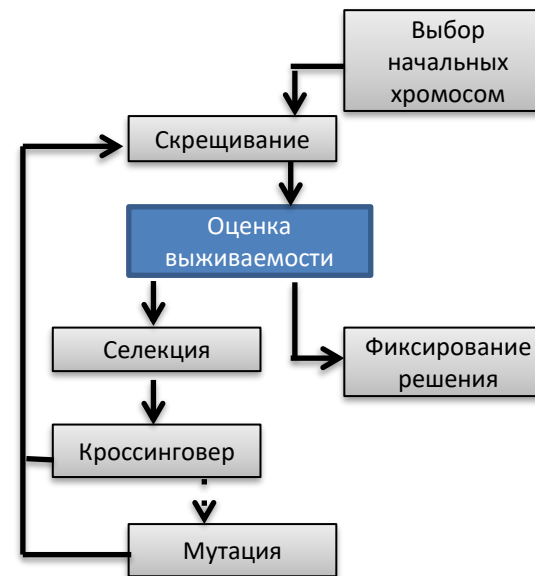 Выбор
начальных
хромосом
Скрещивание
Оценка
выживаемости
Селекция
Фиксирование
решения
Кроссинговер
Мутация